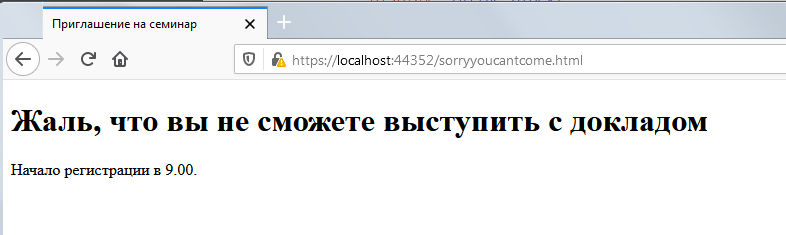 Приглашение на семинар
https://localhost:44352/sorryyoucantcome.html
Жаль, что вы не сможете выступить с докладом
Начало регистрации в 9.00.